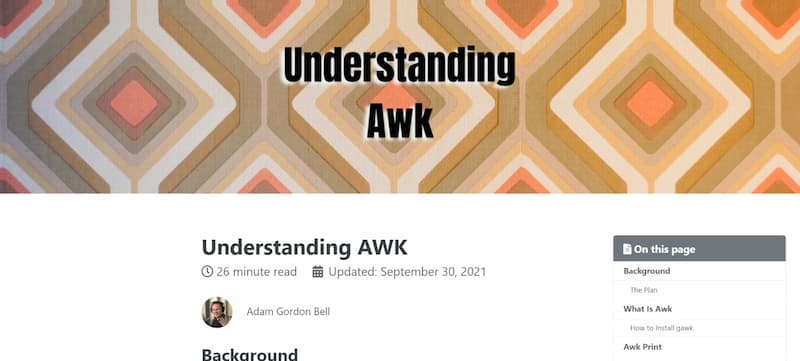 Understanding
Awk
Understanding AWK
26 minute read Updated: September 30, 2021
Adam Gordon Bell
Background
On this page
Background
The Plan
What is Awk
How to Install gawk
Awk Print